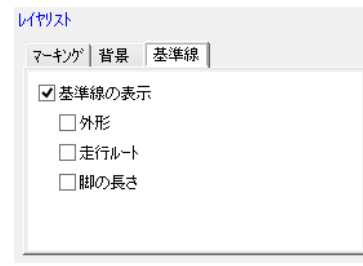 レイヤリスト
マーキング 背景 基準線
基準線の表示
外形
走行ルート
脚の長さ